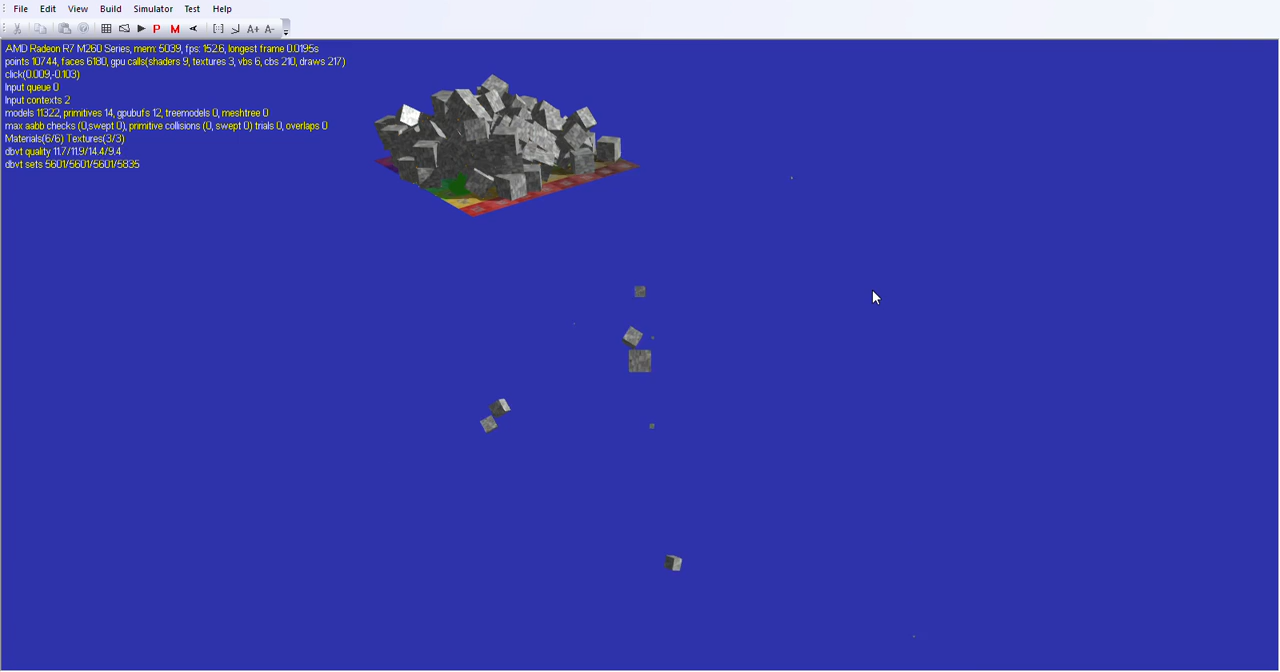 File Edit View Build Simulator Test Help
P M A+ A-
AMD Radeon R7 M260 Series, mem: 5039, fps: 152.6, longest frame 0.0195s
points 10744, faces 6180, gpu calls(shaders 9, textures 3, vbs 6, cbs 210, draws 217)
click(0.009,-0.103)
Input queue 0
Input contexts 2
models 11322, primitives 14, gpubufs 12, treemodels 0, meshtree 0
max aabb checks (0,swept 0), primitive collisions (0, swept 0) trials 0, overlaps 0
Materials(6/6) Textures(3/3)
dbvt quality 11.7/11.9/14.4/9.4
dbvt sets 5601/5601/5601/5835